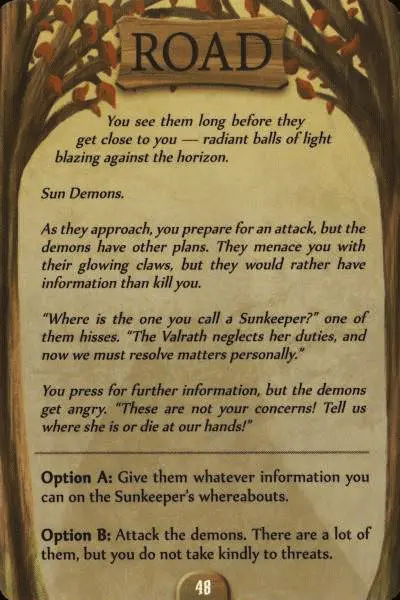 ROAD
You see them long before they
get close to you — radiant balls of light
blazing against the horizon.
Sun Demons.
As they approach, you prepare for an attack, but the
demons have other plans. They menace you with
their glowing claws, but they would rather have
information than kill you.
“Where is the one you call a Sunkeeper?” one of
them hisses. “The Valrath neglects her duties, and
now we must resolve matters personally.”
You press for further information, but the demons
get angry. “These are not your concerns! Tell us
where she is or die at our hands!”
Option A: Give them whatever information you
can on the Sunkeeper’s whereabouts.
Option B: Attack the demons. There are a lot of
them, but you do not take kindly to threats.
48